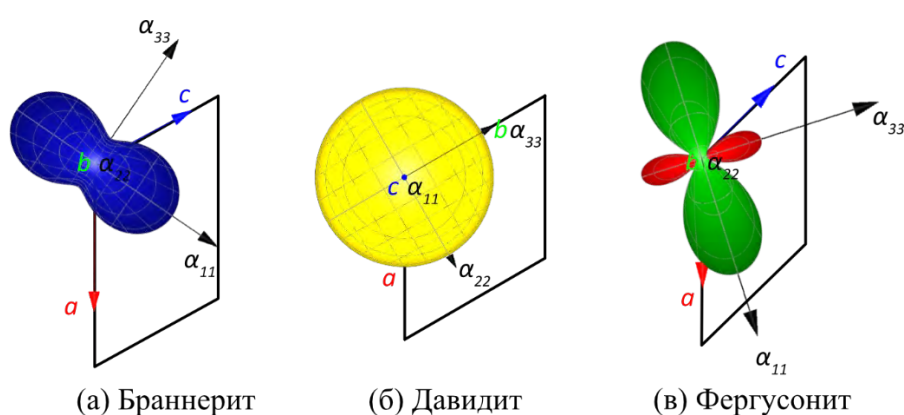 α33
c
b α22
α11
a
(а) Браннерит
b α33
c α11
α22
a
(б) Давидит
c
α33
α22
a
α11
(в) Фергусонит